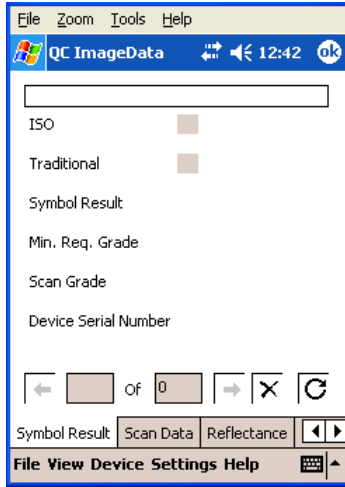 File Zoom Tools Help
QC ImageData 12:42 ok
ISO
Traditional
Symbol Result
Min. Req. Grade
Scan Grade
Device Serial Number
Of 0
Symbol Result Scan Data Reflectance
File View Device Settings Help